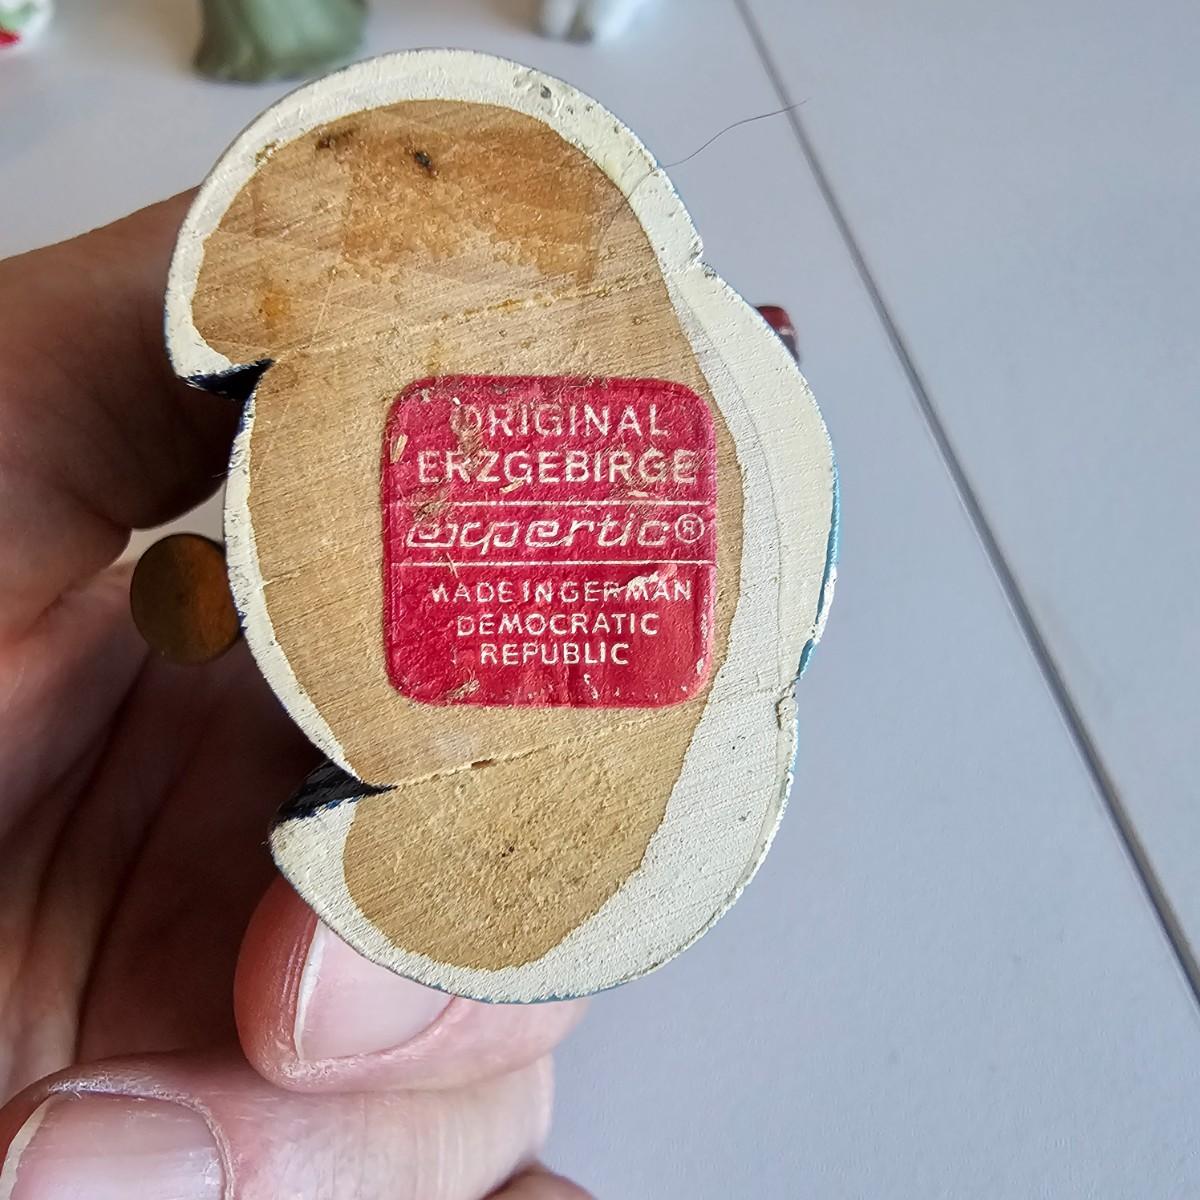 ORIGINAL
ERZGEBIRGE
expertic®
MADE IN GERMAN
DEMOCRATIC
REPUBLIC